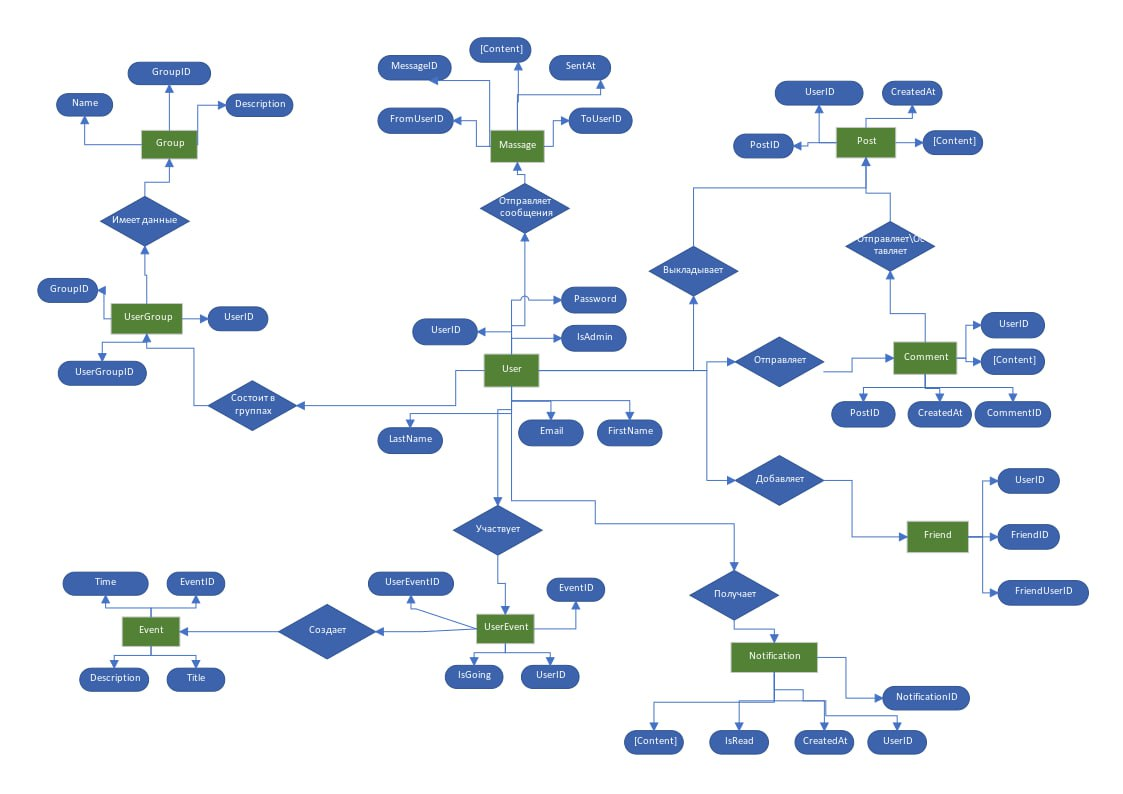 [Content]
MessageID
SentAt
GroupID
Name
Description
UserID
CreatedAt
FromUserID
ToUserID
Group
Massage
Post
[Content]
PostID
Отправляет
сообщения
Имеет данные
Отправляет\О
тавляет
Выкладывает
GroupID
UserGroup
UserID
Password
UserID
IsAdmin
UserID
UserGroupID
User
Отправляет
Comment
[Content]
Состоит в
группах
PostID
CreatedAt
CommentID
LastName
Email
FirstName
Добавляет
UserID
Участвует
Friend
FriendID
Time
EventID
UserEventID
EventID
Получает
FriendUserID
Event
Создает
UserEvent
Notification
Description
Title
IsGoing
UserID
NotificationID
[Content]
IsRead
CreatedAt
UserID